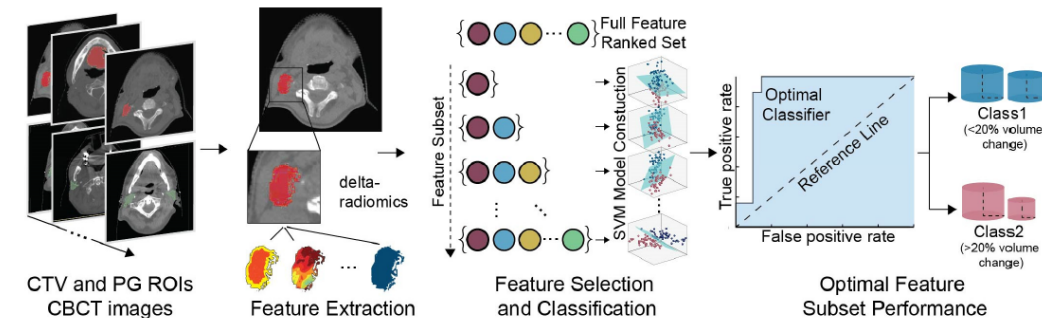 CTV and PG ROIs
CBCT images
delta-
radiomics
Feature Extraction
Full Feature
Ranked Set
Feature Subset
SVM Model Constuction
Feature Selection
and Classification
True positive rate
Optimal
Classifier
Reference Line
False positive rate
Class1
(<20% volume
change)
Class2
(>20% volume
change)
Optimal Feature
Subset Performance